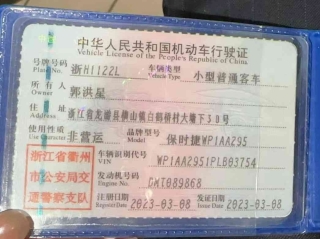 中华人民共和国机动车行驶证
Vehicle License of the People's Republic of China
号牌号码 浙H1122L 车辆类型 小型普通客车
Plate No. Vehicle Type
所有人 郭洪星
Owner
住址 浙江省龙游县横山镇白鹤桥村大塘下30号
Address
使用性质 非营运 品牌型号 保时捷WP1AA295
Use Character Model
浙江省衢州
市公安局交
通警察支队
车辆识别代号 WP1AA2951PLB03754
VIN
发动机号码 CMT089868
Engine No.
注册日期 2023-03-08 发证日期 2023-03-08
Register Date Issue Date